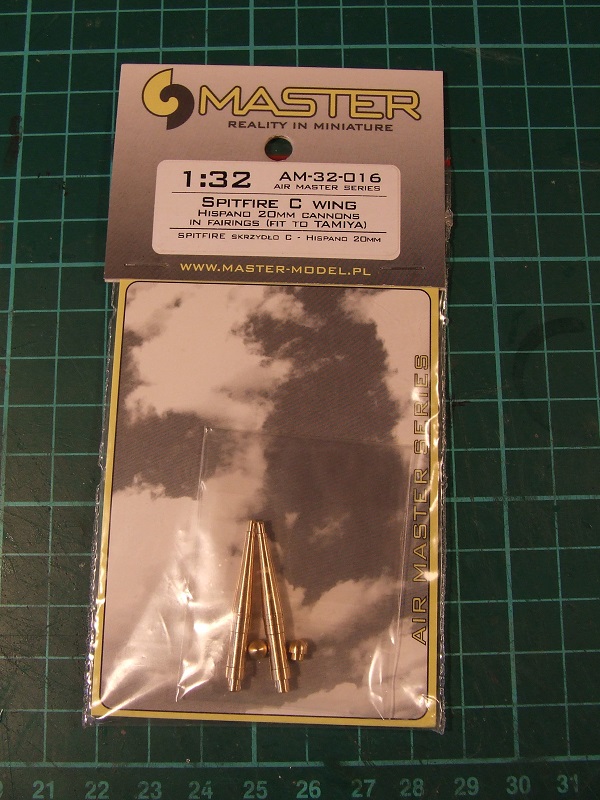 MASTER
REALITY IN MINIATURE
1:32 AM-32-016
AIR MASTER SERIES
SPITFIRE C WING
HISPANO 20MM CANNONS
IN FAIRINGS (FIT TO TAMIYA)
SPITFIRE SKRZYDŁO C - HISPANO 20MM
WWW.MASTER-MODEL.PL
AIR MASTER SERIES
21 22 23 24 25 26 27 28 29 30 31